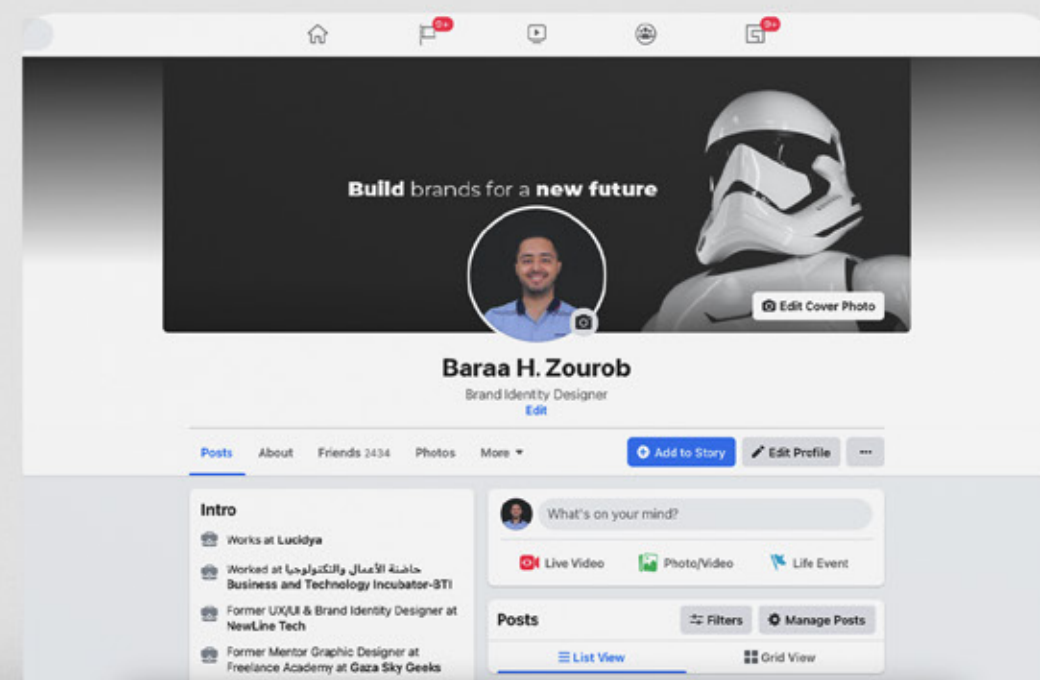 9+
9+
Build brands for a new future
Edit Cover Photo
Baraa H. Zourob
Brand Identity Designer
Edit
Posts About Friends 2434 Photos More
Add to Story Edit Profile ...
Intro
Works at Lucidya
Worked at حاضنة الأعمال والتكنولوجيا
Business and Technology Incubator-BTI
Former UX/UI & Brand Identity Designer at
NewLine Tech
Former Mentor Graphic Designer at
Freelance Academy at Gaza Sky Geeks
What's on your mind?
Live Video Photo/Video Life Event
Posts Filters Manage Posts
List View Grid View